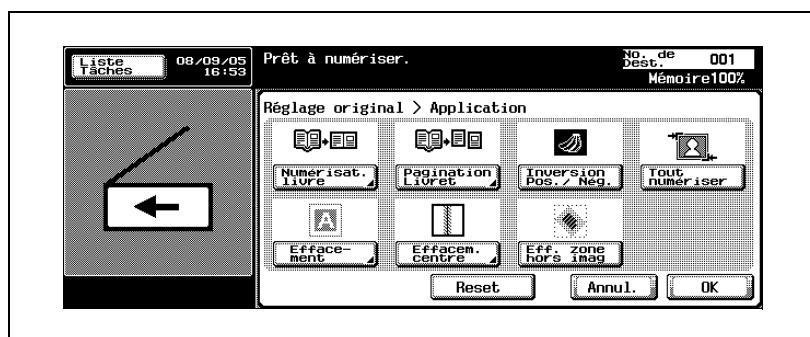 Liste
Tâches
08/09/05
16:53
Prêt à numériser.
No. de
Dest.
001
Mémoire100%
Réglage original > Application
Numérisat.
livre
Pagination
Livret
Inversion
Pos./ Nég.
Tout
numériser
Efface-
ment
Effacem.
centre
Eff. zone
hors imag
Reset
Annul.
OK